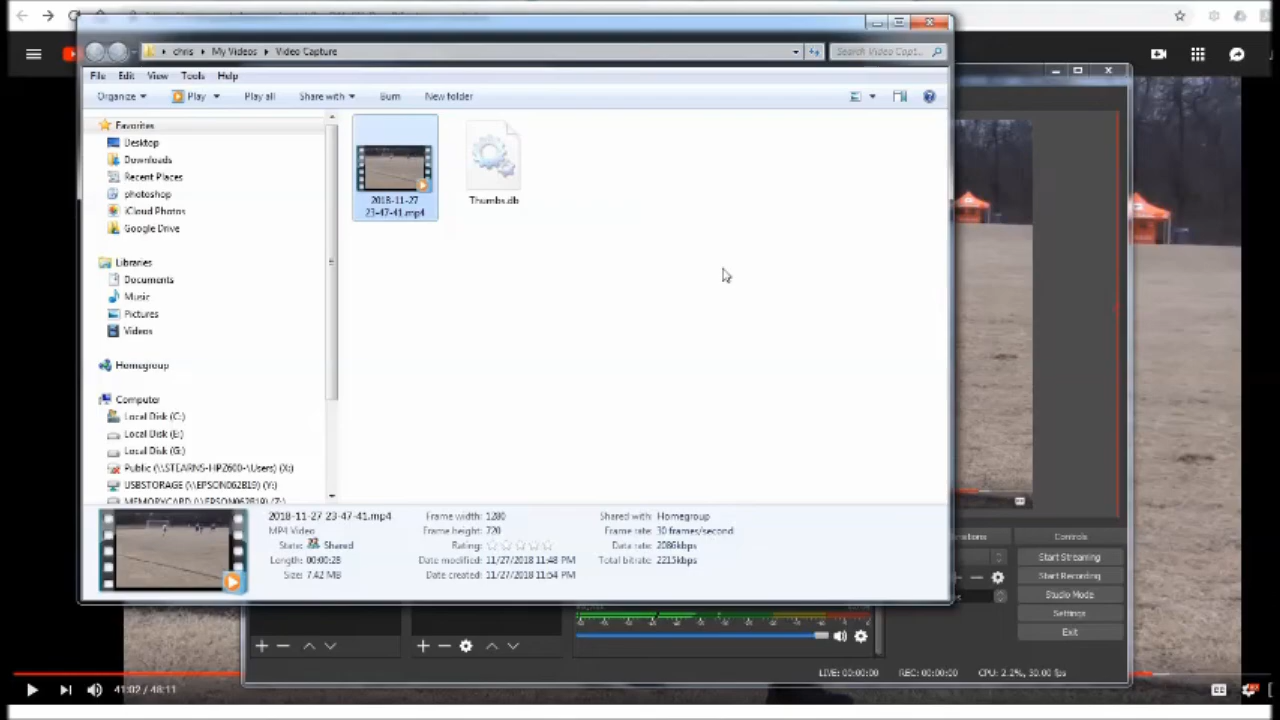 chris ▸ My Videos ▸ Video Capture
Search Video Capt...
File Edit View Tools Help
Organize Play Play all Share with Burn New folder
Favorites
Desktop
Downloads
Recent Places
photoshop
iCloud Photos
Google Drive
Libraries
Documents
Music
Pictures
Videos
Homegroup
Computer
Local Disk (C:)
Local Disk (E:)
Local Disk (G:)
Public (\\STEARNS-HPZ600-\Users) (X:)
USBSTORAGE (\\EPSON062B19) (Y:)
MEMORYCARD (\\EPSON062B19) (Z:)
2018-11-27
23-47-41.mp4
Thumbs.db
2018-11-27 23-47-41.mp4 Frame width: 1280 Shared with: Homegroup
MP4 Video Frame height: 720 Frame rate: 30 frames/second
State: Shared Rating: Data rate: 2086kbps
Length: 00:00:28 Date modified: 11/27/2018 11:48 PM Total bitrate: 2215kbps
Size: 7.42 MB Date created: 11/27/2018 11:54 PM
Controls
Start Streaming
Start Recording
Studio Mode
Settings
Exit
LIVE: 00:00:00 REC: 00:00:00 CPU: 2.2%, 30.00 fps
41:02 / 48:11